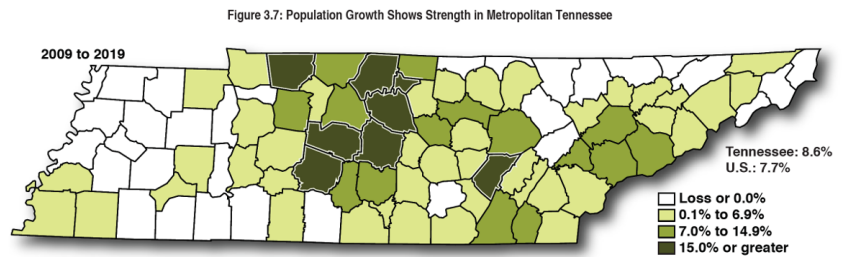 Figure 3.7: Population Growth Shows Strength in Metropolitan Tennessee
2009 to 2019
Tennessee: 8.6%
U.S.: 7.7%
Loss or 0.0%
0.1% to 6.9%
7.0% to 14.9%
15.0% or greater